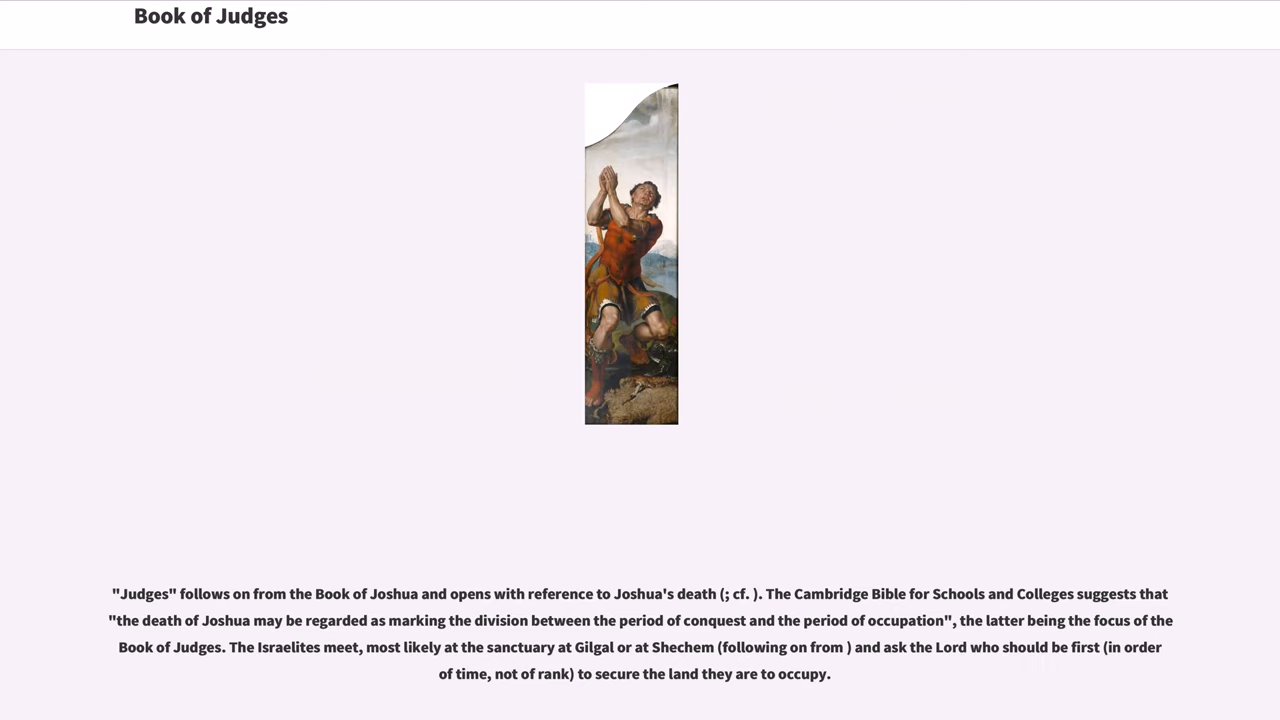 Book of Judges
"Judges" follows on from the Book of Joshua and opens with reference to Joshua's death (; cf. ). The Cambridge Bible for Schools and Colleges suggests that
"the death of Joshua may be regarded as marking the division between the period of conquest and the period of occupation", the latter being the focus of the
Book of Judges. The Israelites meet, most likely at the sanctuary at Gilgal or at Shechem (following on from ) and ask the Lord who should be first (in order
of time, not of rank) to secure the land they are to occupy.